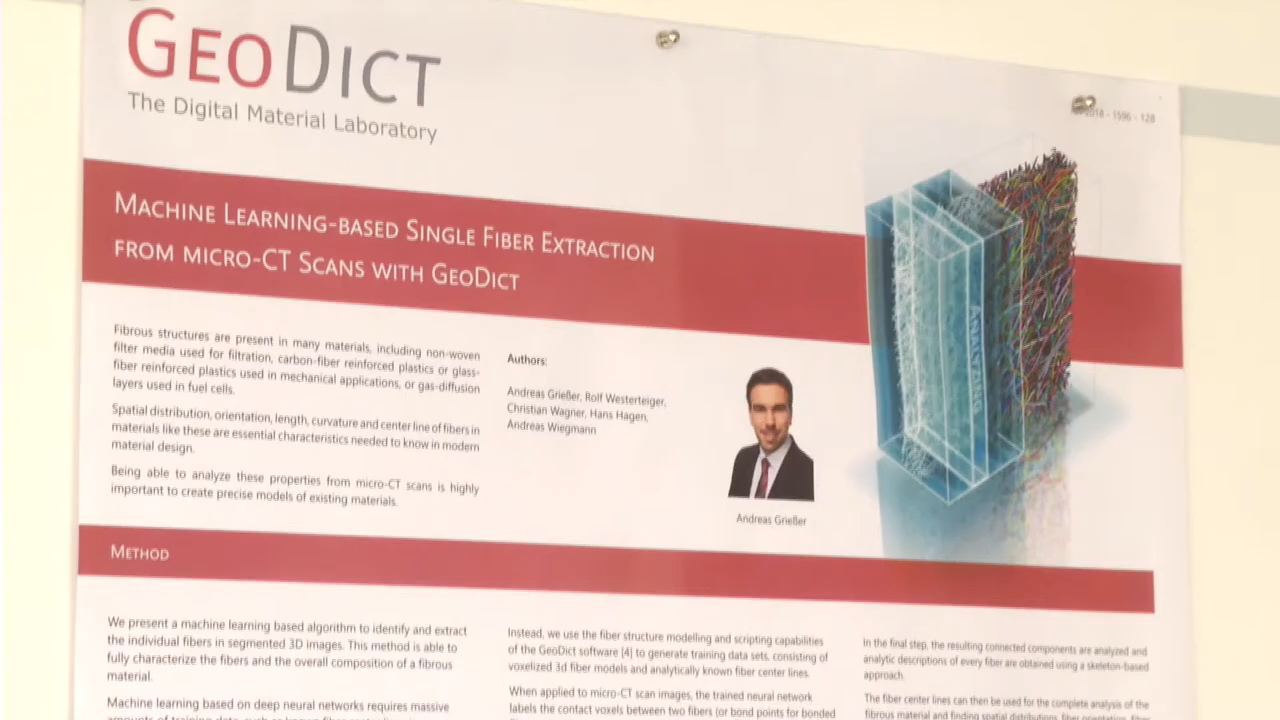 GEODICT
The Digital Material Laboratory
2018 - 1596 - 128
MACHINE LEARNING-BASED SINGLE FIBER EXTRACTION
FROM MICRO-CT SCANS WITH GEODICT
Fibrous structures are present in many materials, including non-woven
filter media used for filtration, carbon-fiber reinforced plastics or glass-
fiber reinforced plastics used in mechanical applications, or gas-diffusion
layers used in fuel cells.
Spatial distribution, orientation, length, curvature and center line of fibers in
materials like these are essential characteristics needed to know in modern
material design.
Being able to analyze these properties from micro-CT scans is highly
important to create precise models of existing materials.
Authors:
Andreas Grießer, Rolf Westerteiger,
Christian Wagner, Hans Hagen,
Andreas Wiegmann
Andreas Grießer
ANALYZING
METHOD
We present a machine learning based algorithm to identify and extract
the individual fibers in segmented 3D images. This method is able to
fully characterize the fibers and the overall composition of a fibrous
material.
Machine learning based on deep neural networks requires massive
amounts of training data, such as known fiber
Instead, we use the fiber structure modelling and scripting capabilities
of the GeoDict software [4] to generate training data sets, consisting of
voxelized 3d fiber models and analytically known fiber center lines.
When applied to micro-CT scan images, the trained neural network
labels the contact voxels between two fibers (or bond points for bonded
In the final step, the resulting connected components are analyzed and
analytic descriptions of every fiber are obtained using a skeleton-based
approach.
The fiber center lines can then be used for the complete analysis of the
fibrous material and finding spatial distributions, fiber orientation, fiber